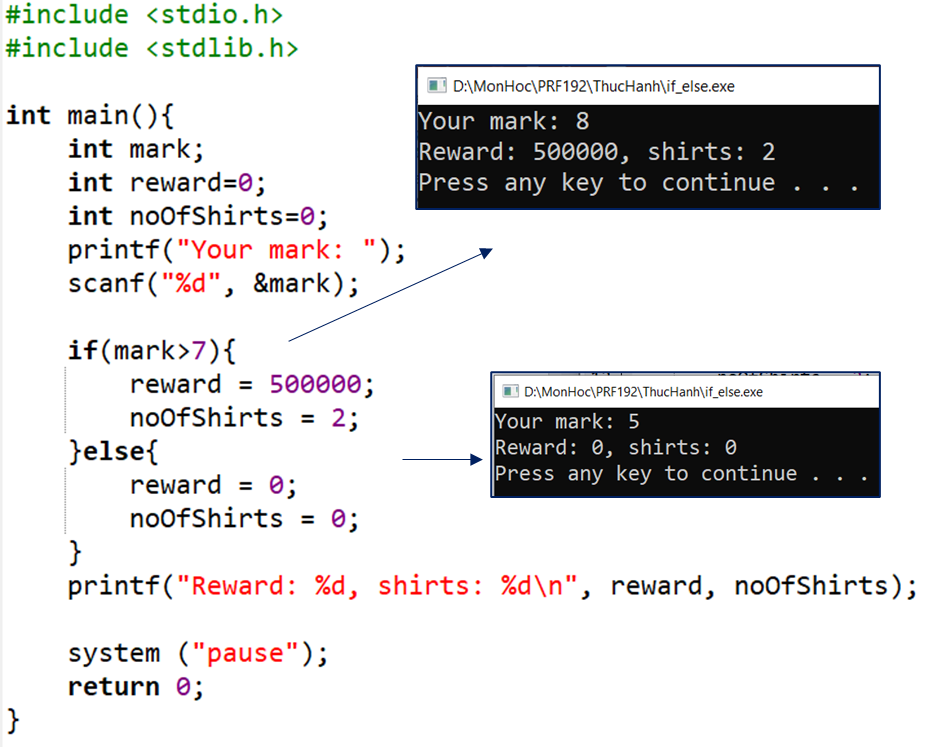 #include <stdio.h>
#include <stdlib.h>
int main(){
int mark;
int reward=0;
int noOfShirts=0;
printf("Your mark: ");
scanf("%d", &mark);
if(mark>7){
reward = 500000;
noOfShirts = 2;
}else{
reward = 0;
noOfShirts = 0;
}
printf("Reward: %d, shirts: %d\n", reward, noOfShirts);
system ("pause");
return 0;
}
D:\MonHoc\PRF192\ThucHanh\if_else.exe
Your mark: 8
Reward: 500000, shirts: 2
Press any key to continue . . .
D:\MonHoc\PRF192\ThucHanh\if_else.exe
Your mark: 5
Reward: 0, shirts: 0
Press any key to continue . . .